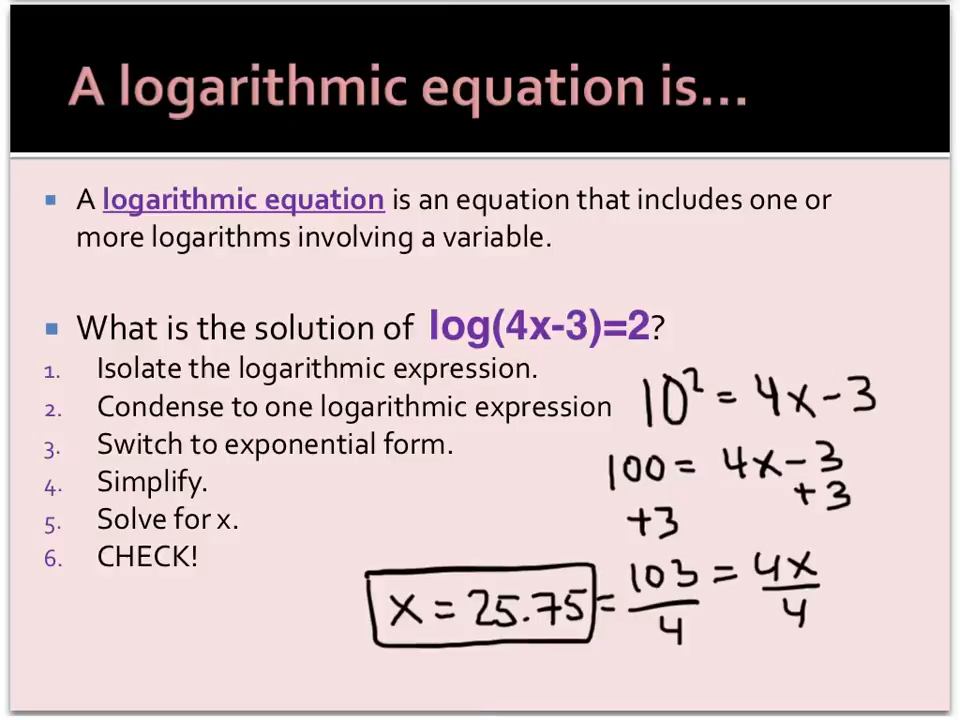 A logarithmic equation is...
A logarithmic equation is an equation that includes one or
more logarithms involving a variable.
What is the solution of log(4x-3)=2?
1. Isolate the logarithmic expression.
2. Condense to one logarithmic expression
3. Switch to exponential form.
4. Simplify.
5. Solve for x.
6. CHECK!
10² = 4x - 3
100 = 4x - 3
+3 +3
x = 25.75 = 103/4 = 4x/4